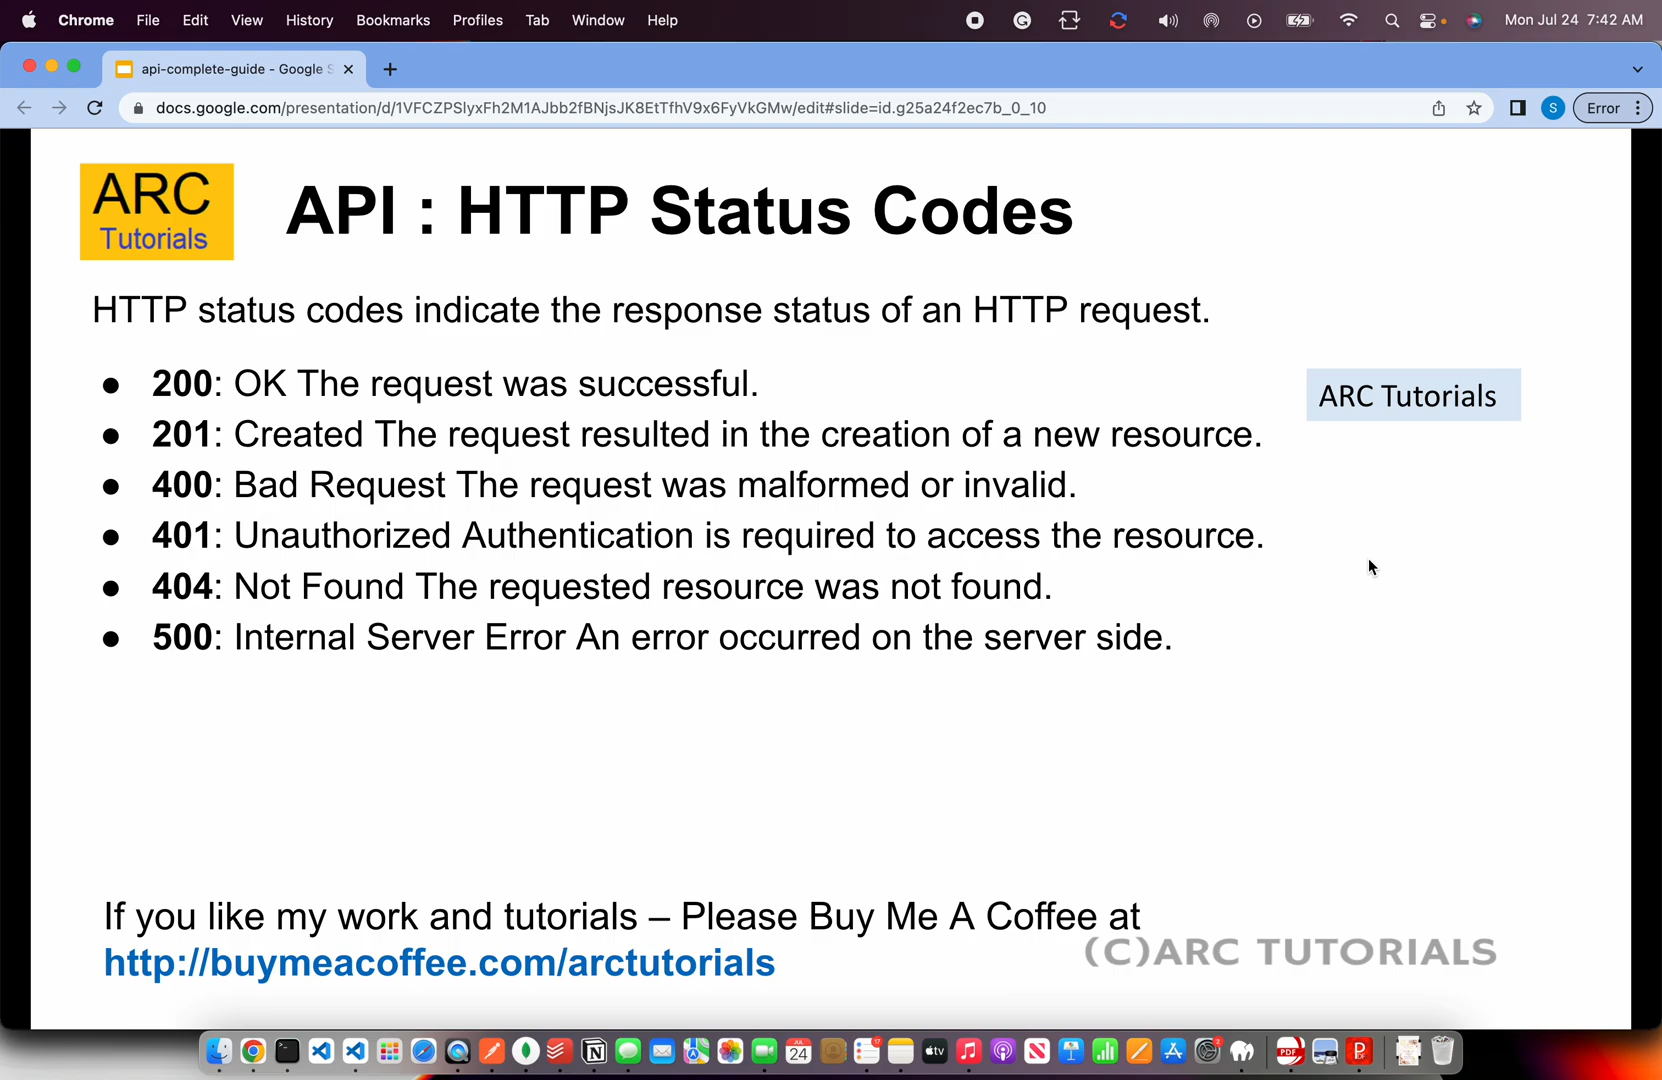 Chrome File Edit View History Bookmarks Profiles Tab Window Help Mon Jul 24 7:42 AM
api-complete-guide - Google S
docs.google.com/presentation/d/1VFCZPSlyxFh2M1AJbb2fBNjsJK8EtTfhV9x6FyVkGMw/edit#slide=id.g25a24f2ec7b_0_10 S Error
ARC
Tutorials
API : HTTP Status Codes
HTTP status codes indicate the response status of an HTTP request.
● 200: OK The request was successful.
ARC Tutorials
● 201: Created The request resulted in the creation of a new resource.
● 400: Bad Request The request was malformed or invalid.
● 401: Unauthorized Authentication is required to access the resource.
● 404: Not Found The requested resource was not found.
● 500: Internal Server Error An error occurred on the server side.
If you like my work and tutorials – Please Buy Me A Coffee at
http://buymeacoffee.com/arctutorials
(C)ARC TUTORIALS
JUL
24
17
tv
2
PDF